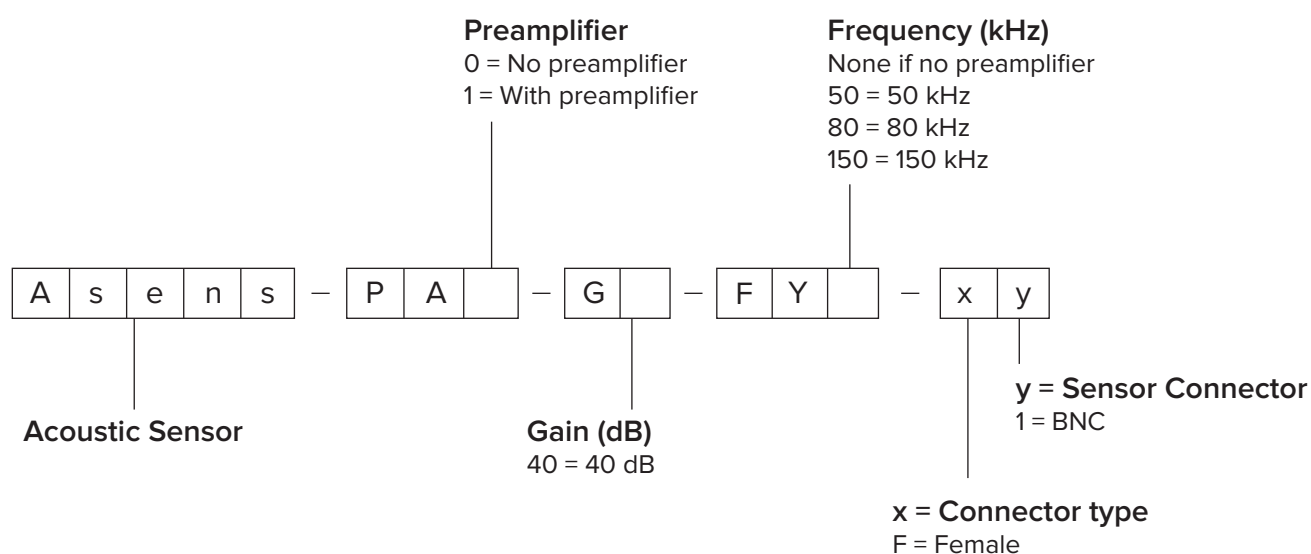 Preamplifier
0 = No preamplifier
1 = With preamplifier
Frequency (kHz)
None if no preamplifier
50 = 50 kHz
80 = 80 kHz
150 = 150 kHz
A s e n s – P A – G – F Y – x y
Acoustic Sensor
Gain (dB)
40 = 40 dB
y = Sensor Connector
1 = BNC
x = Connector type
F = Female